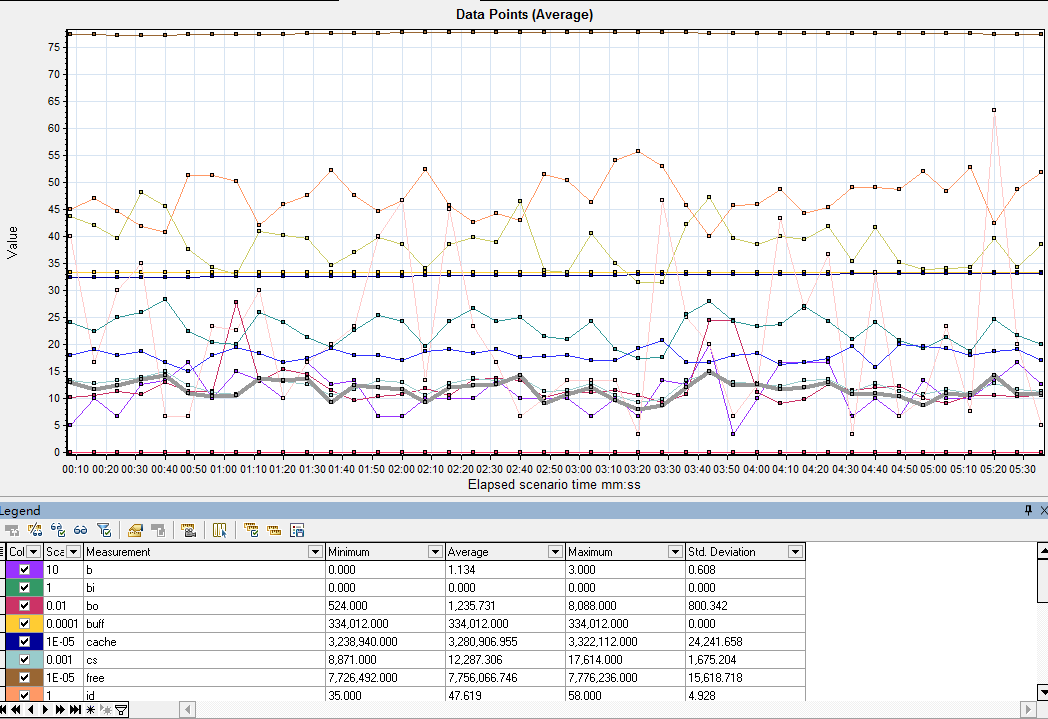 Data Points (Average)
75
70
65
60
55
50
45
40
35
30
25
20
15
10
5
0
Value
00:10 00:20 00:30 00:40 00:50 01:00 01:10 01:20 01:30 01:40 01:50 02:00 02:10 02:20 02:30 02:40 02:50 03:00 03:10 03:20 03:30 03:40 03:50 04:00 04:10 04:20 04:30 04:40 04:50 05:00 05:10 05:20 05:30
Elapsed scenario time mm:ss
Legend
Col Sca Measurement Minimum Average Maximum Std. Deviation
10 b 0.000 1.134 3.000 0.608
1 bi 0.000 0.000 0.000 0.000
0.01 bo 524.000 1,235.731 8,088.000 800.342
0.0001 buff 334,012.000 334,012.000 334,012.000 0.000
1E-05 cache 3,238,940.000 3,280,906.955 3,322,112.000 24,241.658
0.001 cs 8,871.000 12,287.306 17,614.000 1,675.204
1E-05 free 7,726,492.000 7,756,066.746 7,776,236.000 15,618.718
1 id 35.000 47.619 58.000 4.928